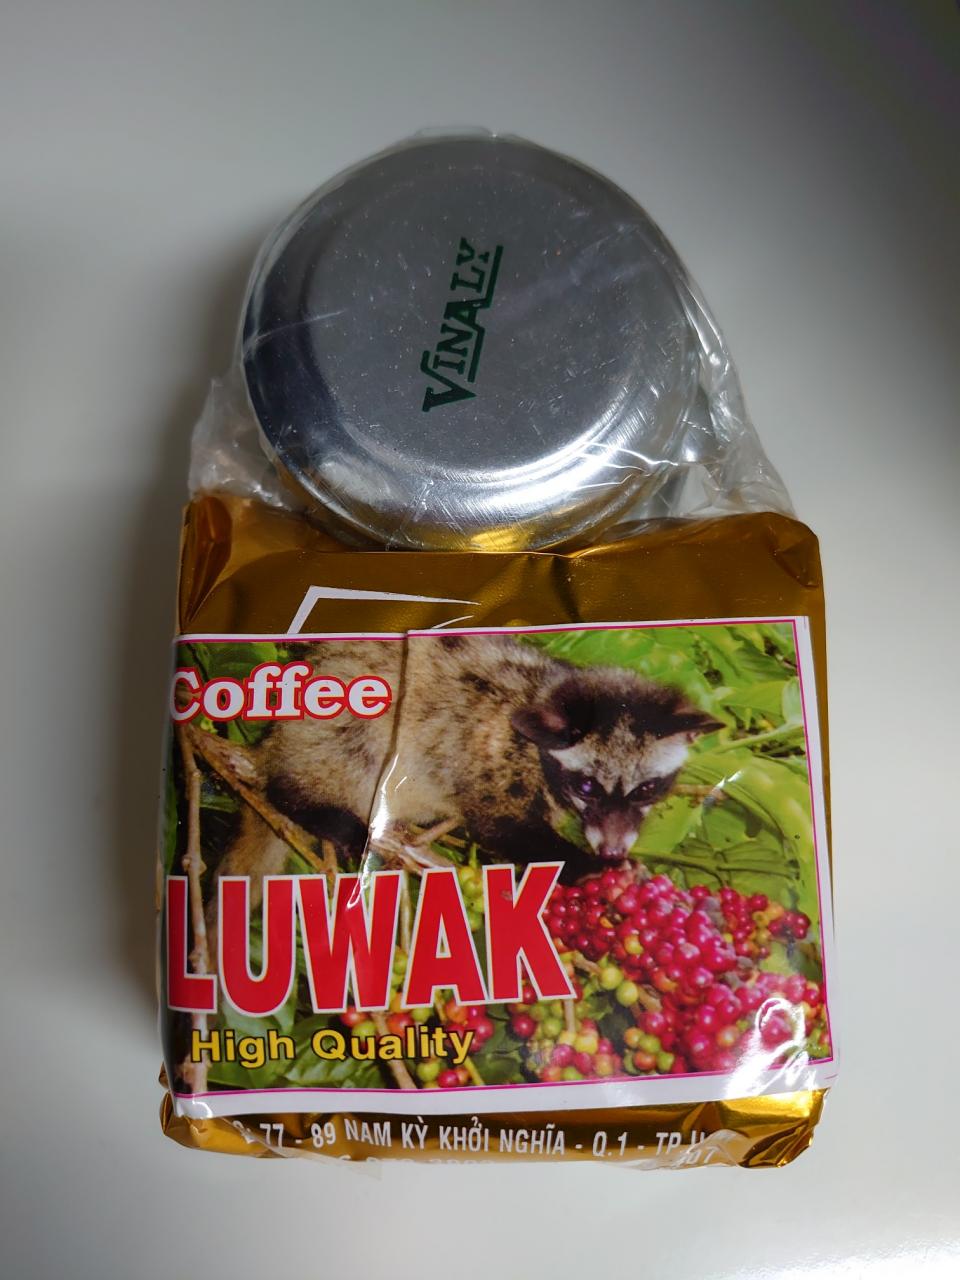 VINALY
Coffee
LUWAK
High Quality
77 - 89 NAM KỲ KHỞI NGHĨA - Q.1 - TP